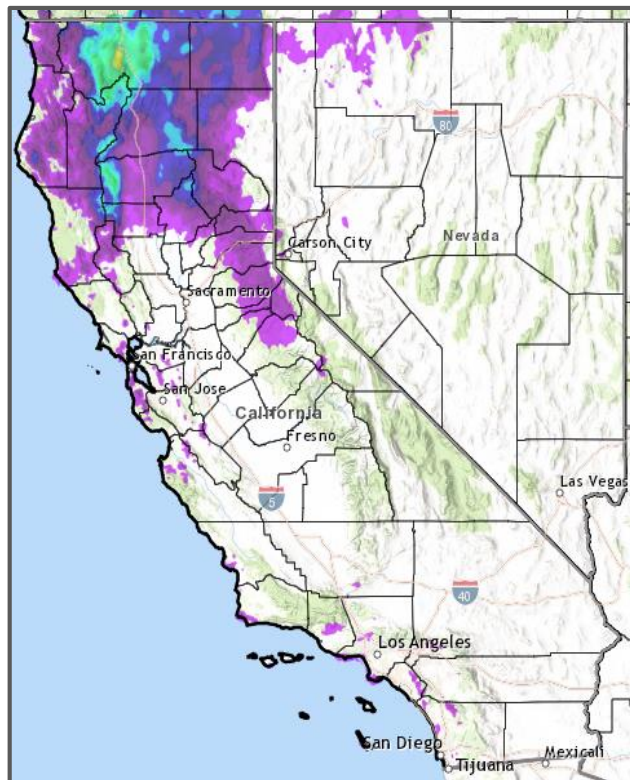 80
Carson City
Nevada
Sacramento
San Francisco
San Jose
California
Fresno
Las Vegas
5
40
Los Angeles
San Diego
Tijuana
Mexicali